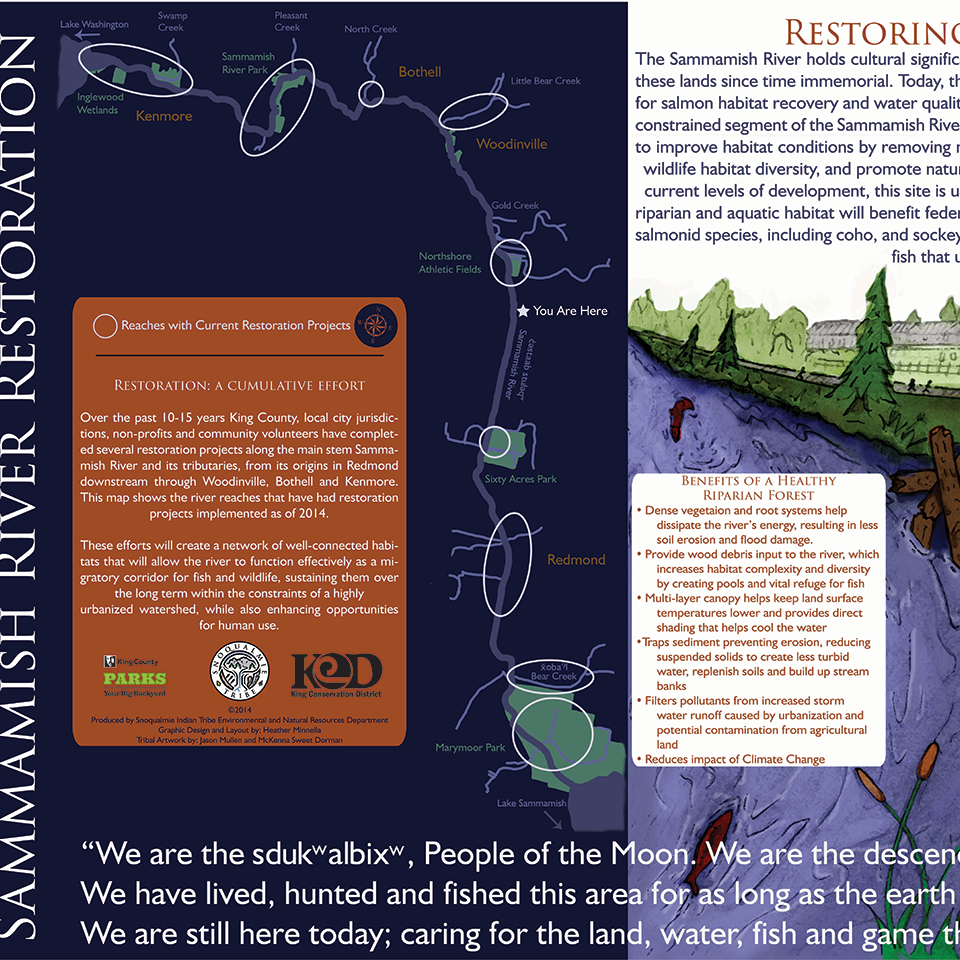 SAMMAMISH RIVER RESTORATION
Lake Washington
Swamp
Creek
Pleasant
Creek
North Creek
Sammamish
River Park
Bothell
Little Bear Creek
Inglewood
Wetlands
Kenmore
Woodinville
Gold Creek
Northshore
Athletic Fields
You Are Here
Sammamish River
Sixty Acres Park
Redmond
x̌oba’l
Bear Creek
Marymoor Park
Lake Sammamish
Reaches with Current Restoration Projects
N
E
S
W
Restoration: a cumulative effort
Over the past 10-15 years King County, local city jurisdic-
tions, non-profits and community volunteers have complet-
ed several restoration projects along the main stem Samma-
mish River and its tributaries, from its origins in Redmond
downstream through Woodinville, Bothell and Kenmore.
This map shows the river reaches that have had restoration
projects implemented as of 2014.
These efforts will create a network of well-connected habi-
tats that will allow the river to function effectively as a mi-
gratory corridor for fish and wildlife, sustaining them over
the long term within the constraints of a highly
urbanized watershed, while also enhancing opportunities
for human use.
King County
PARKS
Your Big Backyard
SNOQUALMIE
TRIBE
KCD
King Conservation District
©2014
Produced by Snoqualmie Indian Tribe Environmental and Natural Resources Department
Graphic Design and Layout by: Heather Minnella
Tribal Artwork by: Jason Mullen and McKenna Sweet Dorman
Restoring
The Sammamish River holds cultural signific
these lands since time immemorial. Today, th
for salmon habitat recovery and water qualit
constrained segment of the Sammamish Rive
to improve habitat conditions by removing
wildlife habitat diversity, and promote natu
current levels of development, this site is u
riparian and aquatic habitat will benefit feder
salmonid species, including coho, and sockey
fish that u
Benefits of a Healthy
Riparian Forest
• Dense vegetaion and root systems help
dissipate the river’s energy, resulting in less
soil erosion and flood damage.
• Provide wood debris input to the river, which
increases habitat complexity and diversity
by creating pools and vital refuge for fish
• Multi-layer canopy helps keep land surface
temperatures lower and provides direct
shading that helps cool the water
•Traps sediment preventing erosion, reducing
suspended solids to create less turbid
water, replenish soils and build up stream
banks
• Filters pollutants from increased storm
water runoff caused by urbanization and
potential contamination from agricultural
land
• Reduces impact of Climate Change
“We are the sdukʷalbixʷ, People of the Moon. We are the descen
We have lived, hunted and fished this area for as long as the earth
We are still here today; caring for the land, water, fish and game th